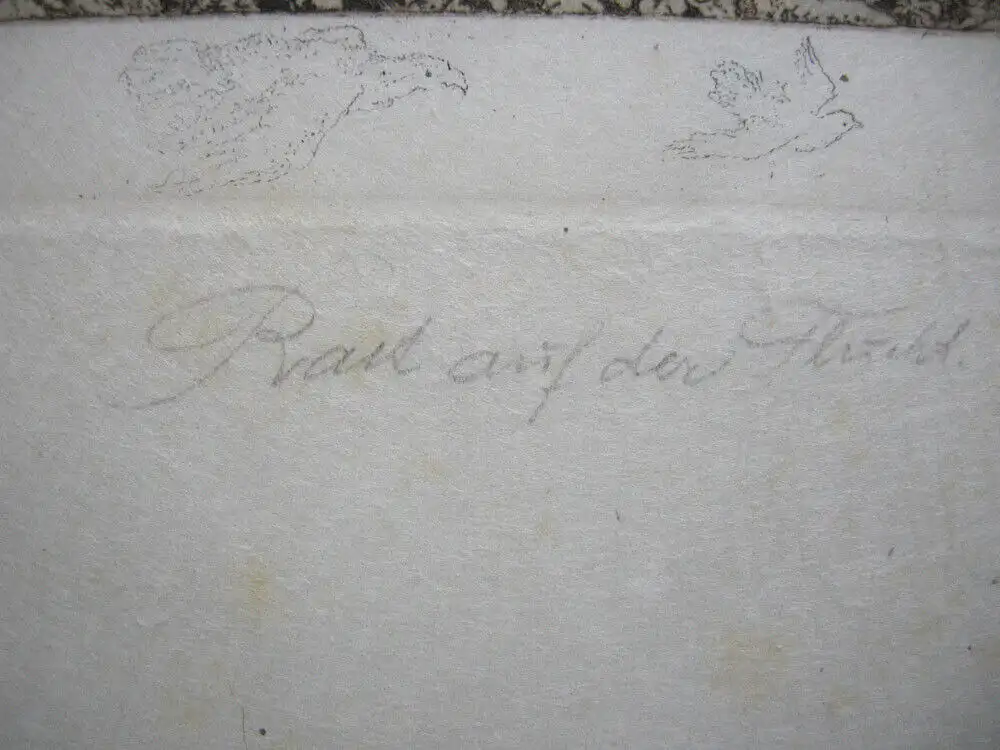 Rast auf der Flucht.